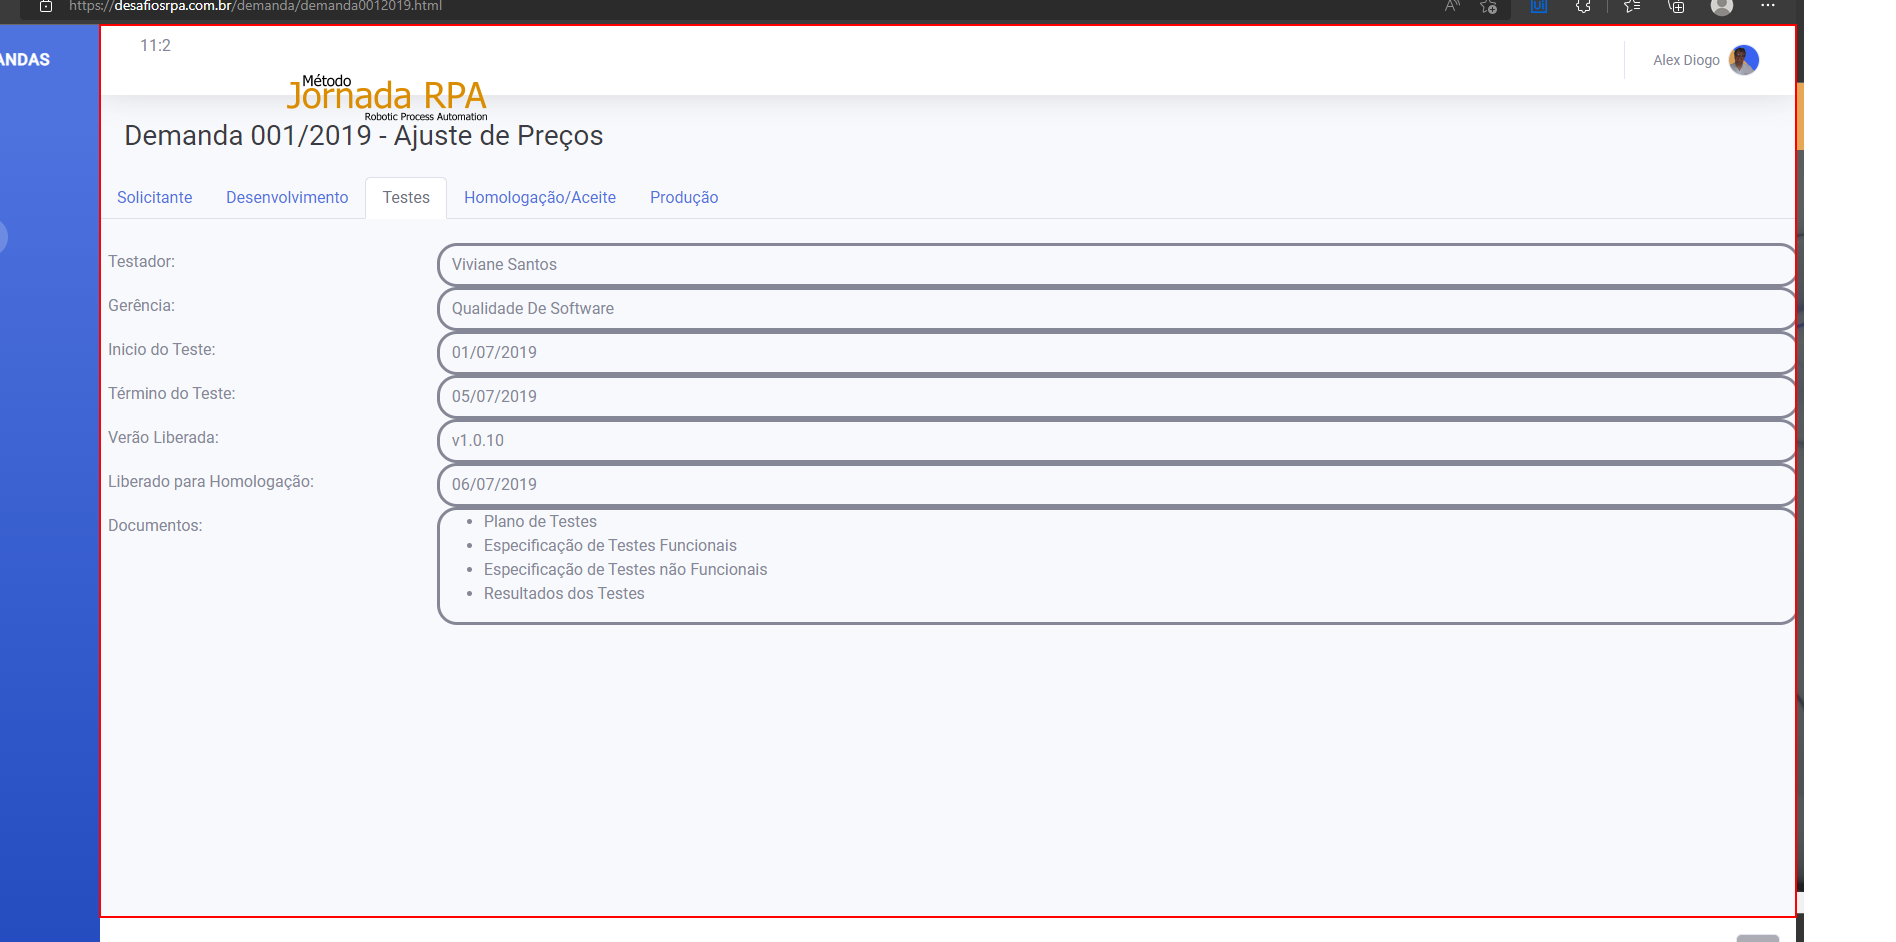 https://desafiosrpa.com.br/demanda/demanda0012019.html
ANDAS
11:2
Alex Diogo
Método
Jornada RPA
Robotic Process Automation
Demanda 001/2019 - Ajuste de Preços
Solicitante Desenvolvimento Testes Homologação/Aceite Produção
Testador: Viviane Santos
Gerência: Qualidade De Software
Inicio do Teste: 01/07/2019
Término do Teste: 05/07/2019
Verão Liberada: v1.0.10
Liberado para Homologação: 06/07/2019
Documentos:
• Plano de Testes
• Especificação de Testes Funcionais
• Especificação de Testes não Funcionais
• Resultados dos Testes